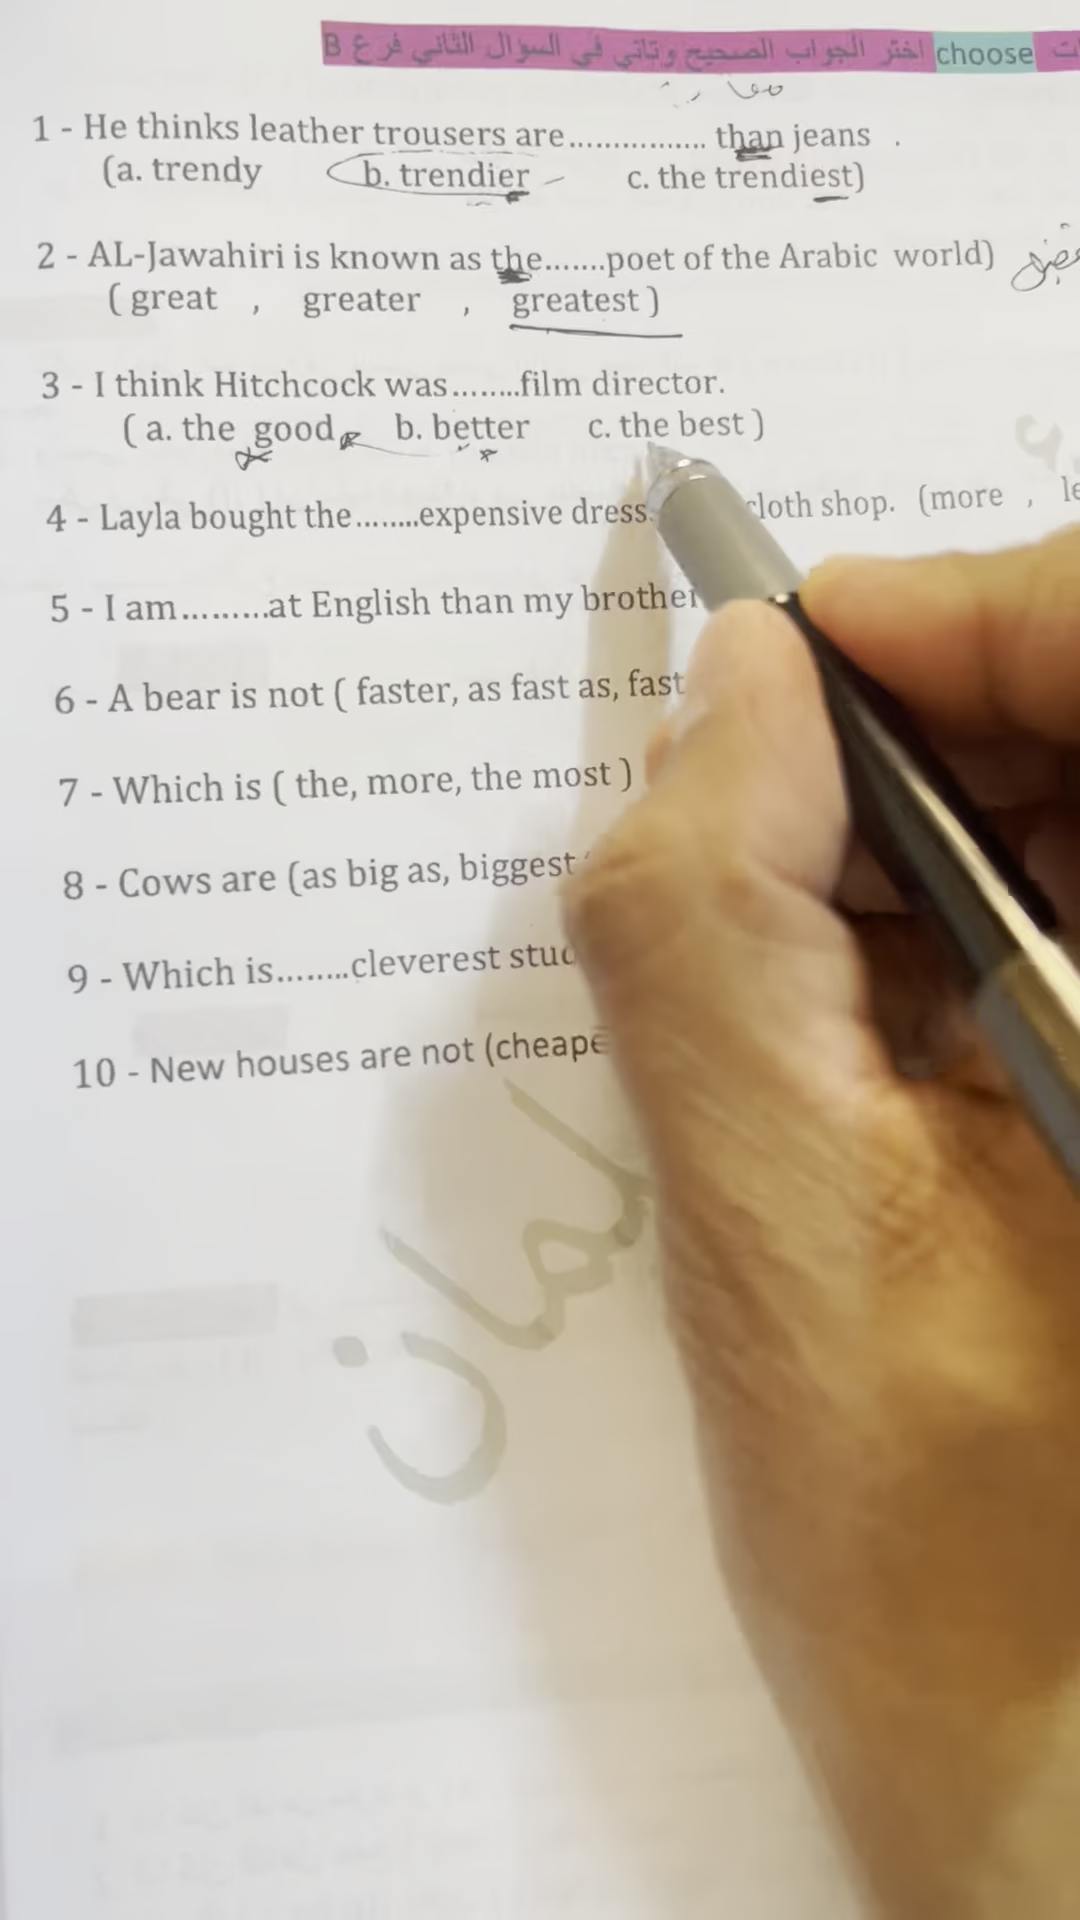 choose اختر الجواب الصحيح وتاتي في السؤال الثاني فرع B
1 - He thinks leather trousers are............... than jeans .
(a. trendy b. trendier c. the trendiest)
2 - AL-Jawahiri is known as the.......poet of the Arabic world)
( great , greater , greatest )
3 - I think Hitchcock was........film director.
( a. the good b. better c. the best )
4 - Layla bought the........expensive dress cloth shop. (more ,
5 - I am.........at English than my brother
6 - A bear is not ( faster, as fast as, fast
7 - Which is ( the, more, the most )
8 - Cows are (as big as, biggest
9 - Which is........cleverest
10 - New houses are not (cheape